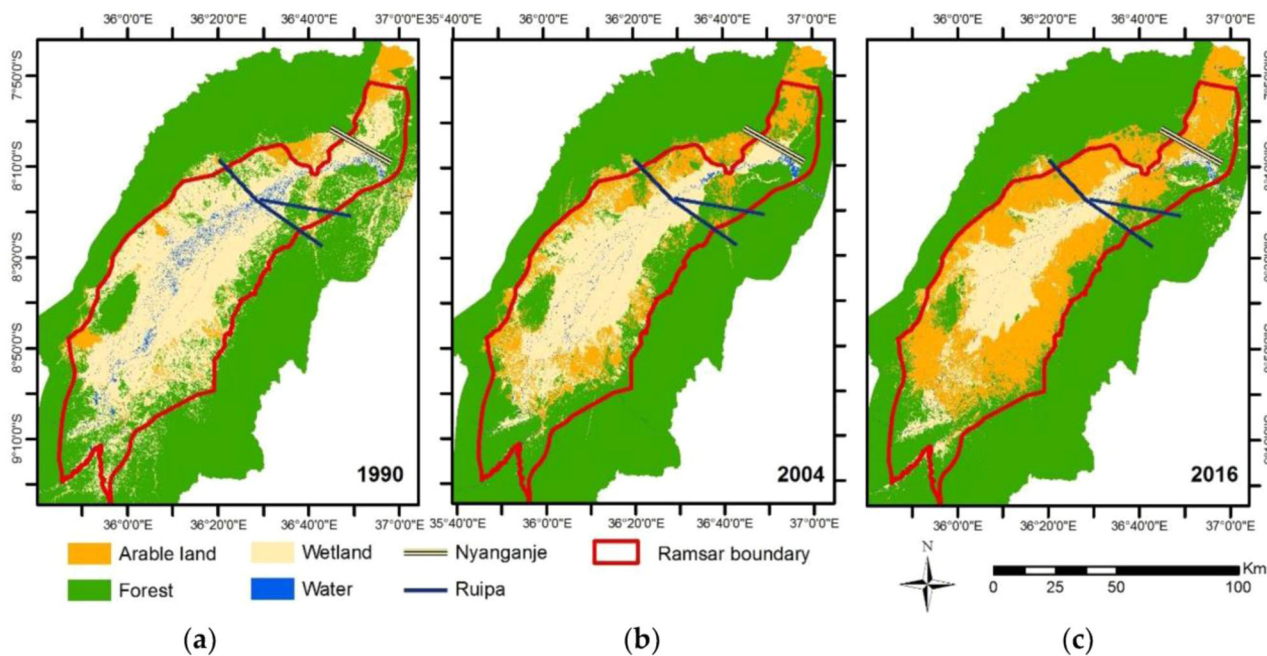 36°0'0"E 36°20'0"E 36°40'0"E 37°0'0"E 36°0'0"E 36°20'0"E 36°40'0"E 37°0'0"E 36°0'0"E 36°20'0"E 36°40'0"E 37°0'0"E
7°50'0"S
8°10'0"S
8°30'0"S
8°50'0"S
9°10'0"S
1990
2004
2016
36°0'0"E 36°20'0"E 36°40'0"E 37°0'0"E 35°40'0"E 36°0'0"E 36°20'0"E 36°40'0"E 37°0'0"E 36°0'0"E 36°20'0"E 36°40'0"E 37°0'0"E
Arable land Wetland Nyanganje Ramsar boundary
Forest Water Ruipa
N
Km
0 25 50 100
(a) (b) (c)